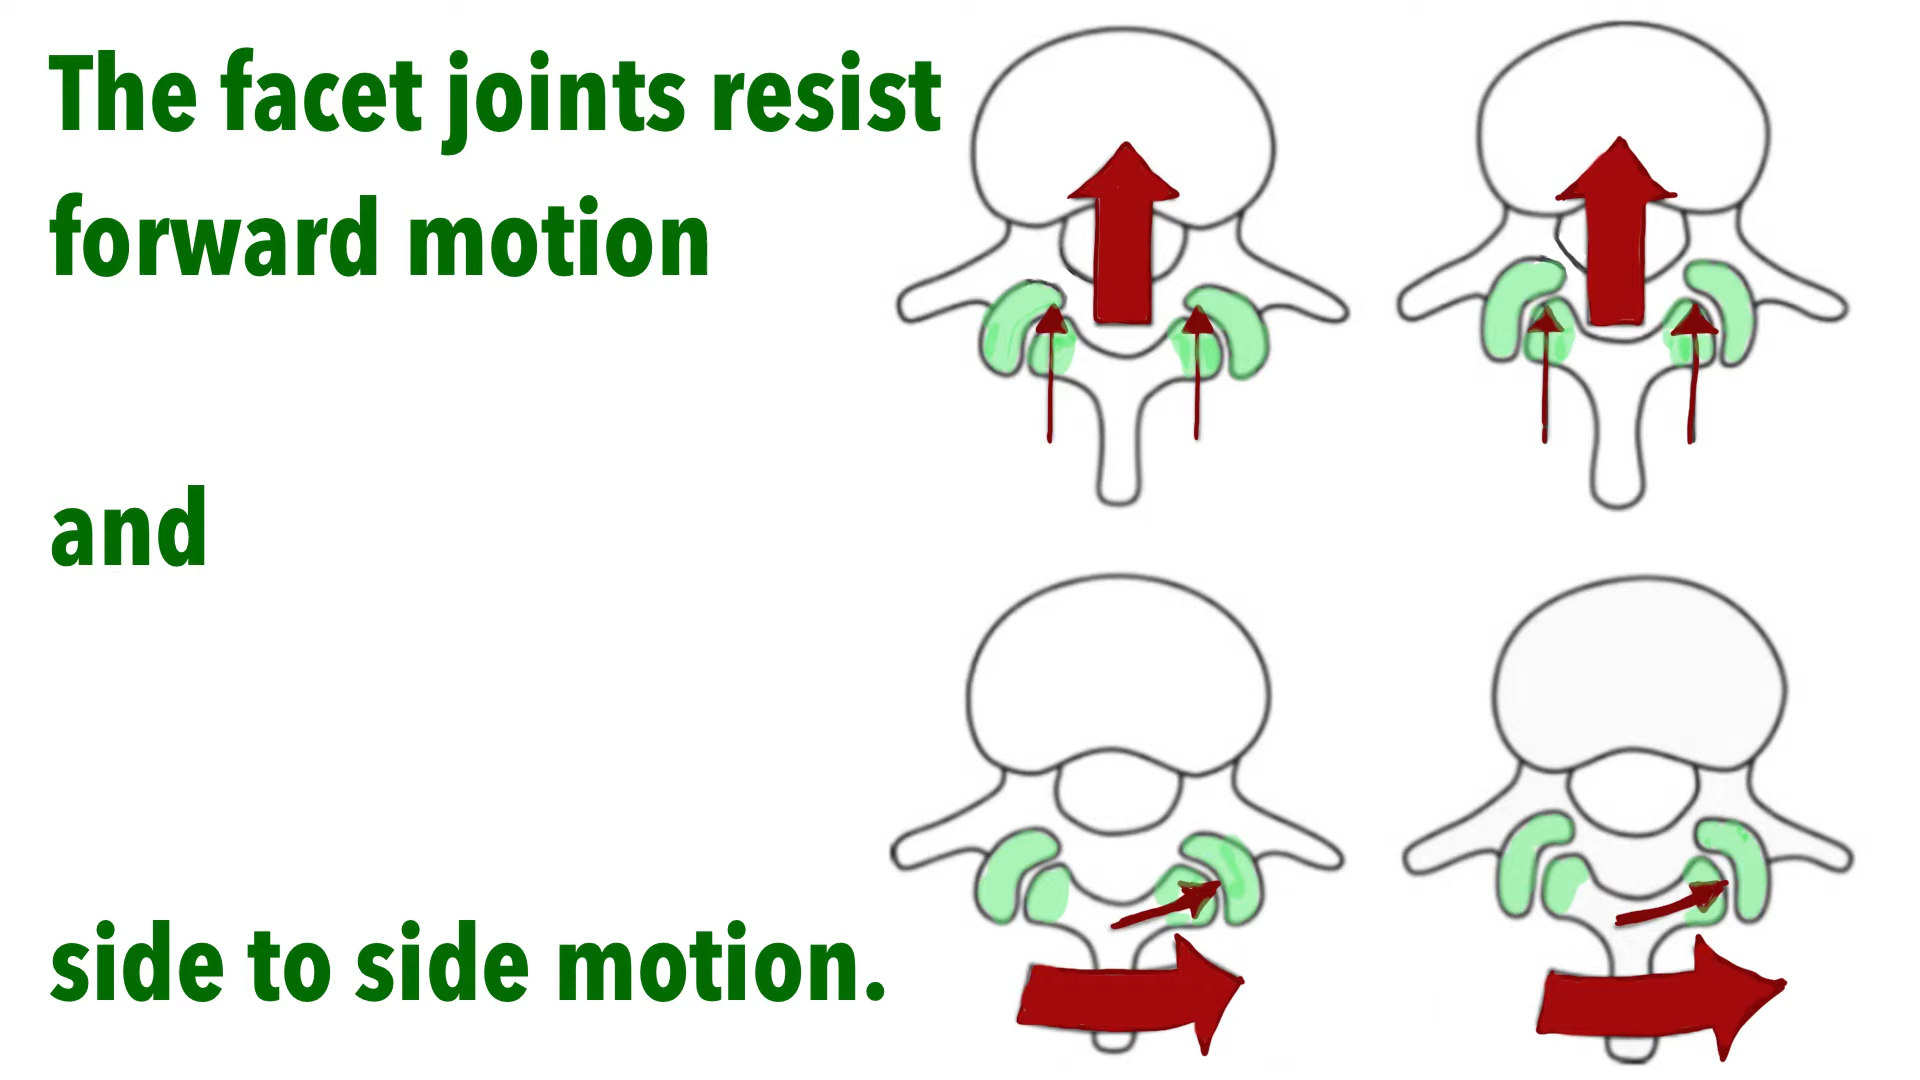 The facet joints resist
forward motion
and
side to side motion.